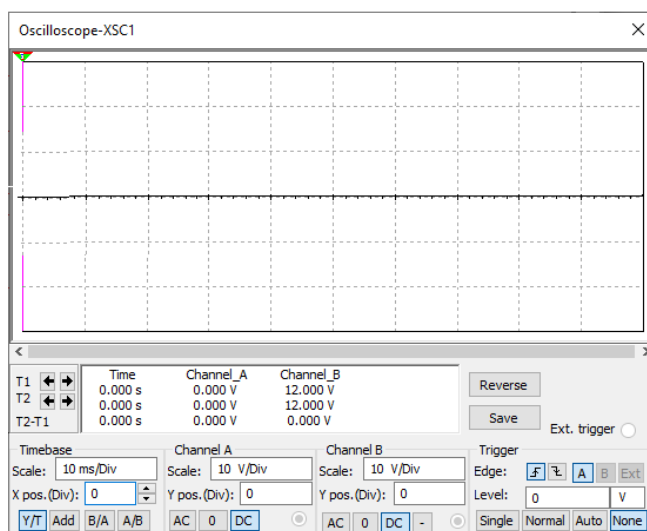 Oscilloscope-XSC1
Time Channel_A Channel_B
T1 0.000 s 0.000 V 12.000 V
T2 0.000 s 0.000 V 12.000 V
T2-T1 0.000 s 0.000 V 0.000 V
Reverse
Save
Ext. trigger
Timebase
Scale: 10 ms/Div
X pos.(Div): 0
Y/T Add B/A A/B
Channel A
Scale: 10 V/Div
Y pos.(Div): 0
AC 0 DC
Channel B
Scale: 10 V/Div
Y pos.(Div): 0
AC 0 DC -
Trigger
Edge: A B Ext
Level: 0 V
Single Normal Auto None